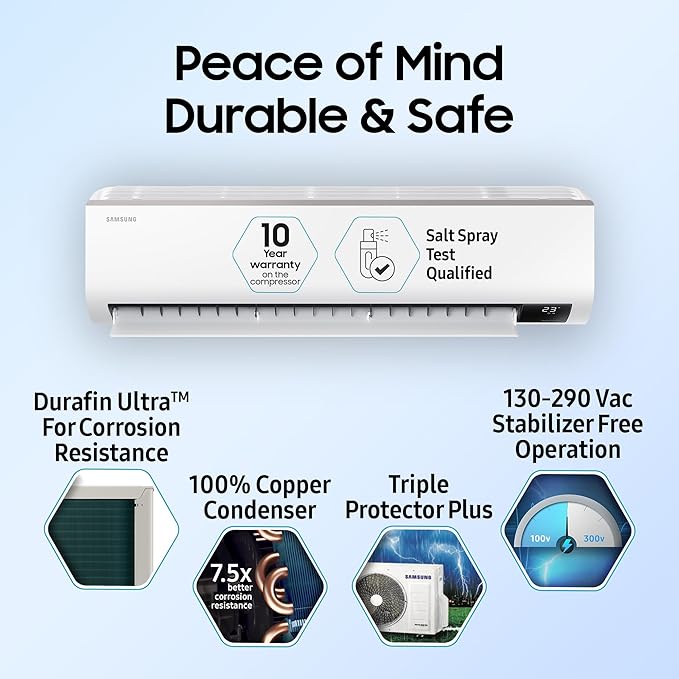 Peace of Mind
Durable & Safe
SAMSUNG
10
Year
warranty
on the
compressor
Salt Spray
Test
Qualified
23°
Durafin Ultra™
For Corrosion
Resistance
100% Copper
Condenser
7.5x
better
corrosion
resistance
Triple
Protector Plus
SAMSUNG
130-290 Vac
Stabilizer Free
Operation
100v
300v